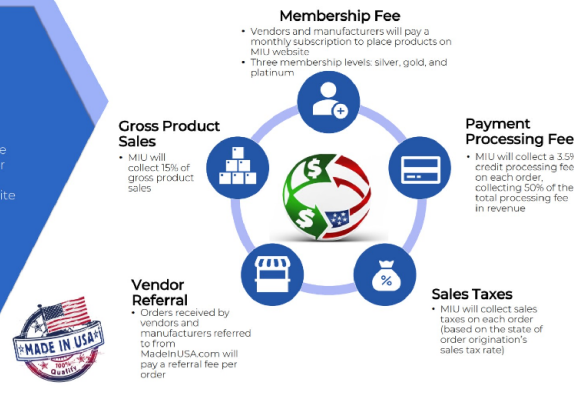 Membership Fee
• Vendors and manufacturers will pay a
monthly subscription to place products on
MIU website
• Three membership levels: silver, gold, and
platinum
Gross Product
Sales
• MIU will
collect 15% of
gross product
sales
Payment
Processing Fee
• MIU will collect a 3.5%
credit processing fee
on each order,
collecting 50% of the
total processing fee
in revenue
Vendor
Referral
• Orders received by
vendors and
manufacturers referred
to from
MadeInUSA.com will
pay a referral fee per
order
Sales Taxes
• MIU will collect sales
taxes on each order
(based on the state of
order origination's
sales tax rate)
$
$
%
MADE IN USA
100%
Quality